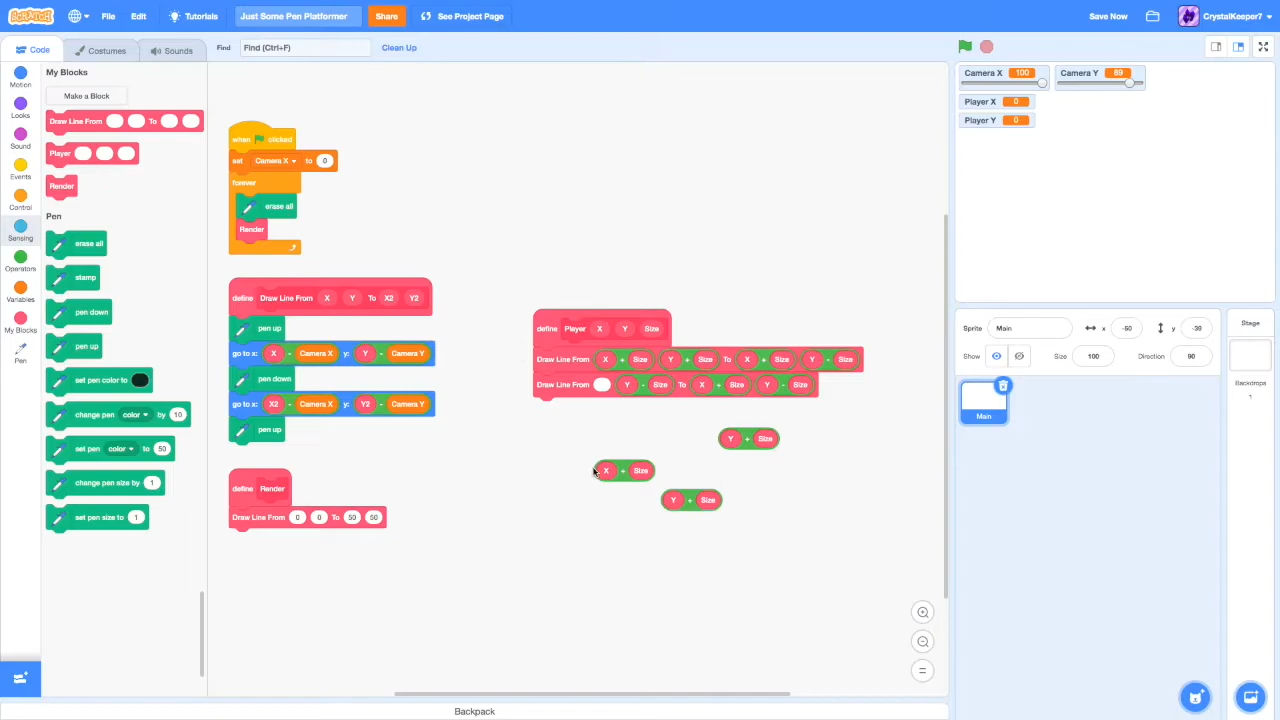 SCRATCH File Edit Tutorials Just Some Pen Platformer Share See Project Page Save Now CrystalKeeper7
Code Costumes Sounds Find Find (Ctrl+F) Clean Up
Motion
Looks
Sound
Events
Control
Sensing
Operators
Variables
My Blocks
Pen
My Blocks
Make a Block
Draw Line From To
Player
Render
Pen
erase all
stamp
pen down
pen up
set pen color to
change pen color by 10
set pen color to 50
change pen size by 1
set pen size to 1
when clicked
set Camera X to 0
forever
erase all
Render
define Draw Line From X Y To X2 Y2
pen up
go to x: X - Camera X y: Y - Camera Y
pen down
go to x: X2 - Camera X y: Y2 - Camera Y
pen up
define Render
Draw Line From 0 0 To 50 50
define Player X Y Size
Draw Line From X + Size Y + Size To X + Size Y - Size
Draw Line From Y - Size To X + Size Y - Size
Y + Size
X + Size
Y + Size
Camera X 100 Camera Y 89
Player X 0
Player Y 0
Sprite Main x -50 y -38
Show Size 100 Direction 90
Main
Stage
Backdrops
1
Backpack